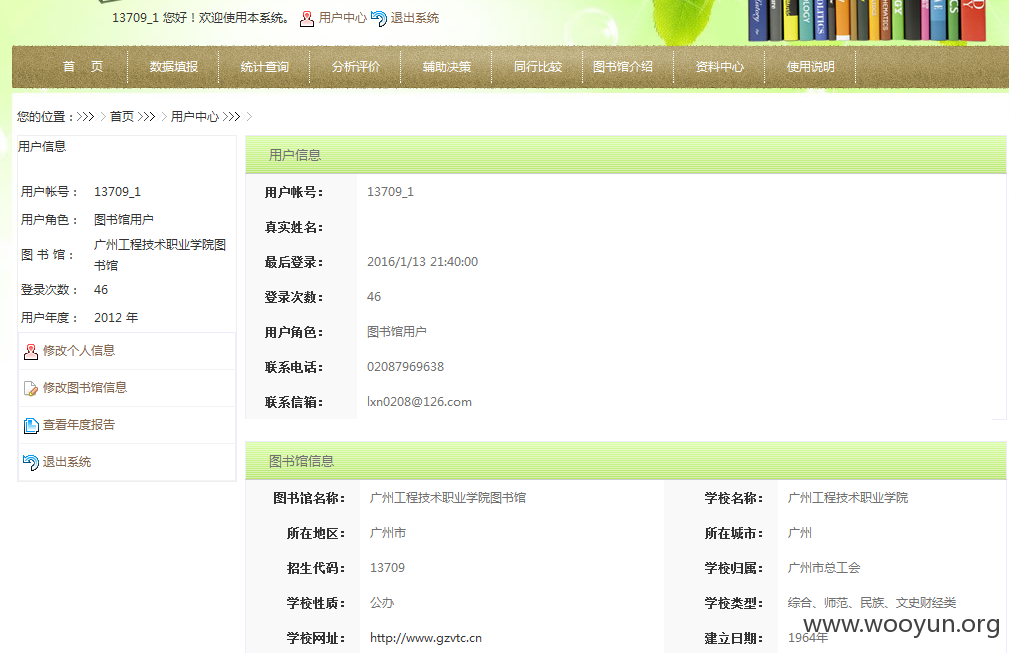 13709_1 您好！欢迎使用本系统。 用户中心 退出系统
首 页 数据填报 统计查询 分析评价 辅助决策 同行比较 图书馆介绍 资料中心 使用说明
您的位置：>>> 首页 >>> 用户中心 >>>
用户信息
用户帐号： 13709_1
用户角色： 图书馆用户
图 书 馆： 广州工程技术职业学院图书馆
登录次数： 46
用户年度： 2012 年
修改个人信息
修改图书馆信息
查看年度报告
退出系统
用户信息
用户帐号： 13709_1
真实姓名：
最后登录： 2016/1/13 21:40:00
登录次数： 46
用户角色： 图书馆用户
联系电话： 02087969638
联系信箱： lxn0208@126.com
图书馆信息
图书馆名称： 广州工程技术职业学院图书馆 学校名称： 广州工程技术职业学院
所在地区： 广州市 所在城市： 广州
招生代码： 13709 学校归属： 广州市总工会
学校性质： 公办 学校类型： 综合、师范、民族、文史财经类
学校网址： http://www.gzvtc.cn 建立日期： 1964年
www.wooyun.org